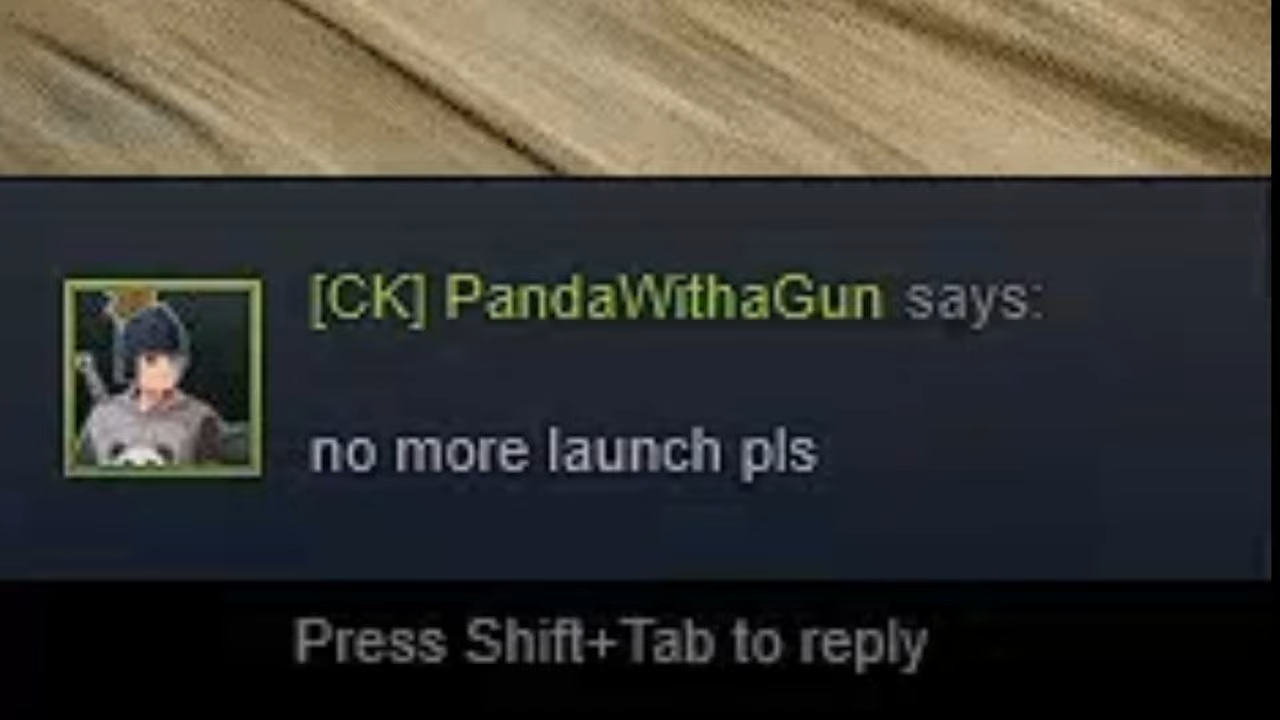 [CK] PandaWithaGun says:
no more launch pls
Press Shift+Tab to reply